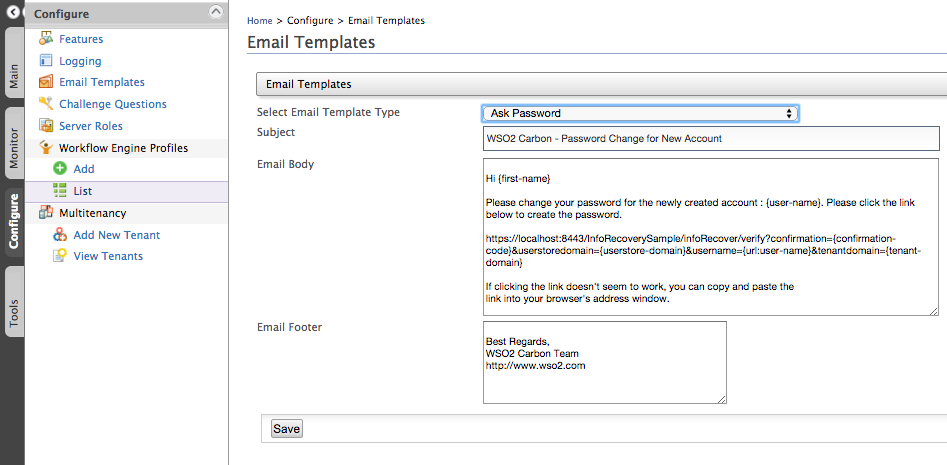 Main
Monitor
Configure
Tools
Configure
Features
Logging
Email Templates
Challenge Questions
Server Roles
Workflow Engine Profiles
Add
List
Multitenancy
Add New Tenant
View Tenants
Home > Configure > Email Templates
Email Templates
Email Templates
Select Email Template Type
Ask Password
Subject
WSO2 Carbon - Password Change for New Account
Email Body
Hi {first-name}
Please change your password for the newly created account : {user-name}. Please click the link
below to create the password.
https://localhost:8443/InfoRecoverySample/infoRecover/verify?confirmation={confirmation-
code}&userstoredomain={userstore-domain}&username={url:user-name}&tenantdomain={tenant-
domain}
If clicking the link doesn't seem to work, you can copy and paste the
link into your browser's address window.
Email Footer
Best Regards,
WSO2 Carbon Team
http://www.wso2.com
Save